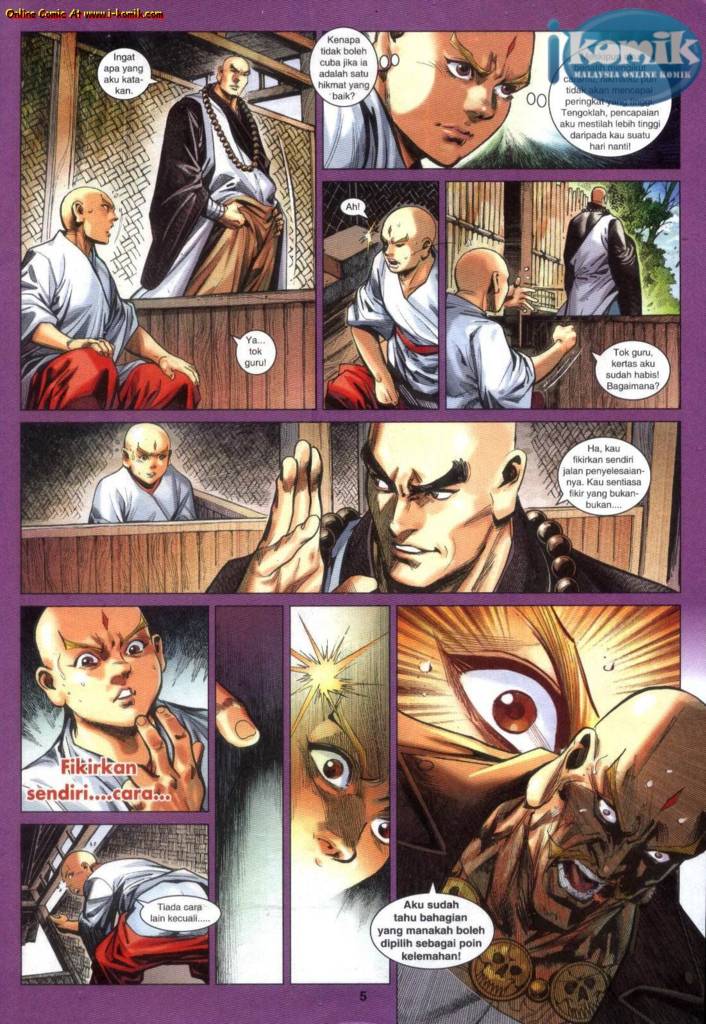 Online Comic At www.i-komik.com
ikomik
MALAYSIA ONLINE KOMIK
Ingat
apa yang
aku kata-
kan.
Kenapa
tidak boleh
cuba jika ia
adalah satu
hikmat yang
baik?
tidak akan mencapai
peringkat yang tinggi.
Tengoklah, pencapaian
aku mestilah lebih tinggi
daripada kau suatu
hari nanti!
Ya...
tok
guru!
Ah!
Tok guru,
kertas aku
sudah habis!
Bagaimana?
Ha, kau
fikirkan sendiri
jalan penyelesaian-
nya. Kau sentiasa
fikir yang bukan-
bukan....
Fikirkan
sendiri....cara...
Tiada cara
lain kecuali.....
Aku sudah
tahu bahagian
yang manakah boleh
dipilih sebagai poin
kelemahan!
5